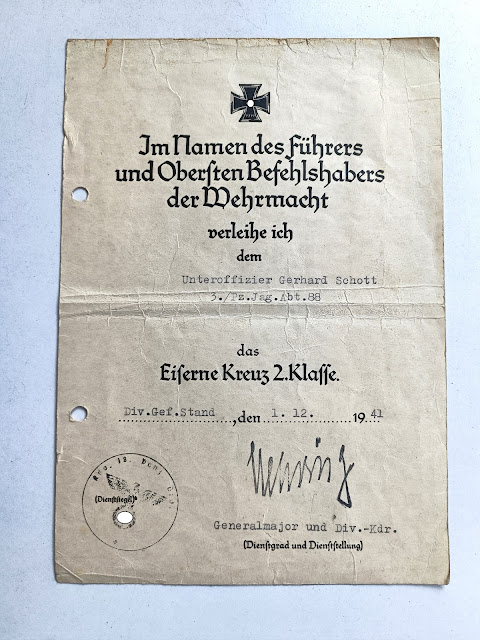 Im Namen des Führers
und Obersten Befehlshabers
der Wehrmacht
verleihe ich
dem
Unteroffizier Gerhard Schott
3./Pz.Jag.Abt.88
das
Eiserne Kreuz 2.Klasse.
Div.Gef.Stand ,den 1. 12. 19 41
(Dienstsiegel)
Generalmajor und Div.-Kdr.
(Dienstgrad und Dienststellung)